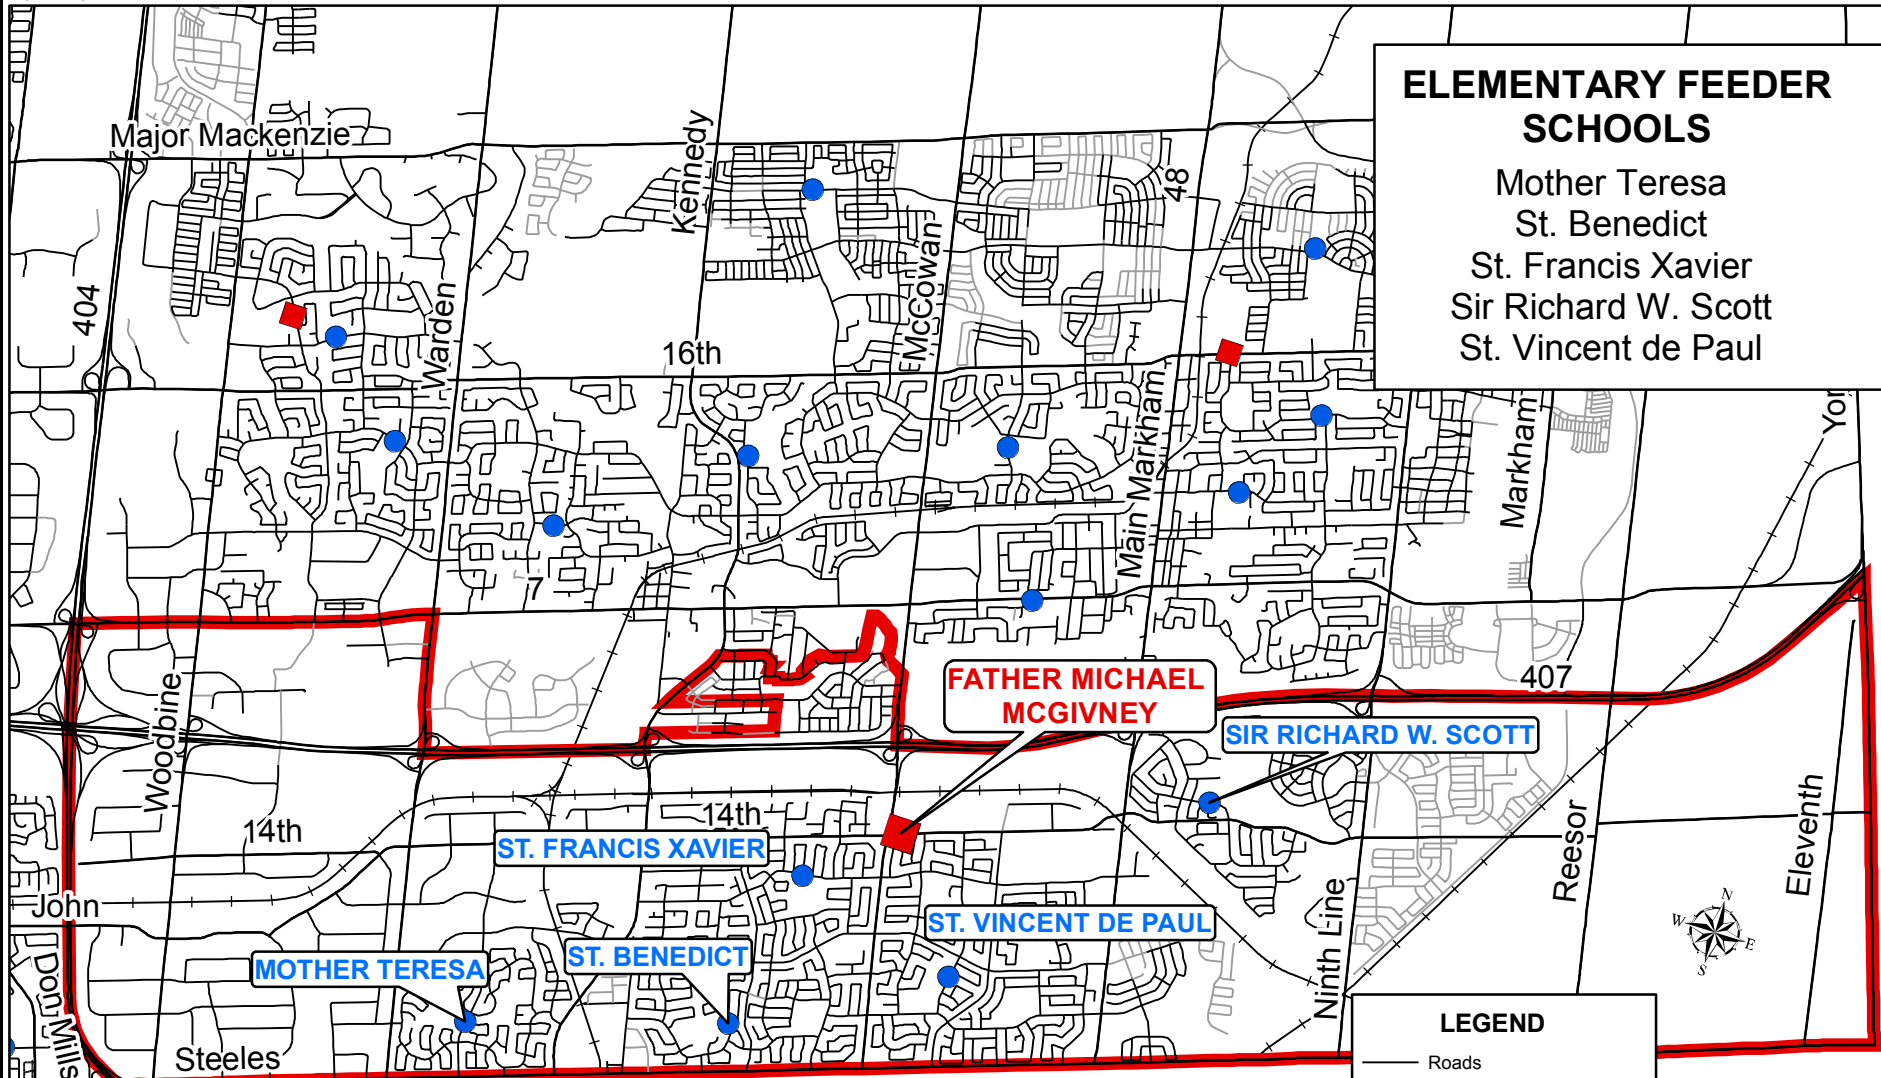 ELEMENTARY FEEDER
SCHOOLS
Mother Teresa
St. Benedict
St. Francis Xavier
Sir Richard W. Scott
St. Vincent de Paul
Major Mackenzie
Kennedy
48
404
Warden
McCowan
16th
Main Markham
Markham
Yor
7
407
Woodbine
FATHER MICHAEL
MCGIVNEY
SIR RICHARD W. SCOTT
14th
14th
ST. FRANCIS XAVIER
Reesor
Eleventh
John
ST. VINCENT DE PAUL
Ninth Line
N
W
E
S
MOTHER TERESA
ST. BENEDICT
Don Mills
Steeles
LEGEND
Roads